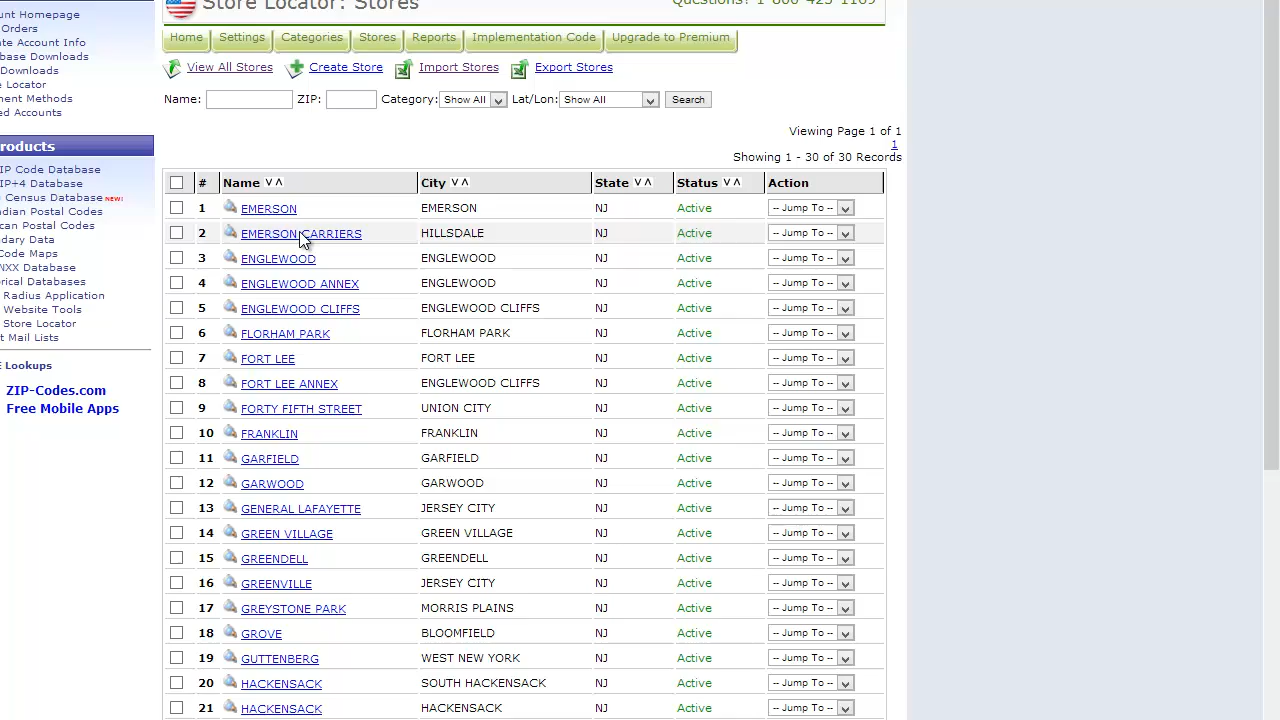 Store Locator: Stores
Questions? 1-800-425-1169
Home Settings Categories Stores Reports Implementation Code Upgrade to Premium
View All Stores Create Store Import Stores Export Stores
Name: ZIP: Category: Show All Lat/Lon: Show All Search
Viewing Page 1 of 1
1
Showing 1 - 30 of 30 Records
# Name V Λ City V Λ State V Λ Status V Λ Action
1 EMERSON EMERSON NJ Active -- Jump To --
2 EMERSON CARRIERS HILLSDALE NJ Active -- Jump To --
3 ENGLEWOOD ENGLEWOOD NJ Active -- Jump To --
4 ENGLEWOOD ANNEX ENGLEWOOD NJ Active -- Jump To --
5 ENGLEWOOD CLIFFS ENGLEWOOD CLIFFS NJ Active -- Jump To --
6 FLORHAM PARK FLORHAM PARK NJ Active -- Jump To --
7 FORT LEE FORT LEE NJ Active -- Jump To --
8 FORT LEE ANNEX ENGLEWOOD CLIFFS NJ Active -- Jump To --
9 FORTY FIFTH STREET UNION CITY NJ Active -- Jump To --
10 FRANKLIN FRANKLIN NJ Active -- Jump To --
11 GARFIELD GARFIELD NJ Active -- Jump To --
12 GARWOOD GARWOOD NJ Active -- Jump To --
13 GENERAL LAFAYETTE JERSEY CITY NJ Active -- Jump To --
14 GREEN VILLAGE GREEN VILLAGE NJ Active -- Jump To --
15 GREENDELL GREENDELL NJ Active -- Jump To --
16 GREENVILLE JERSEY CITY NJ Active -- Jump To --
17 GREYSTONE PARK MORRIS PLAINS NJ Active -- Jump To --
18 GROVE BLOOMFIELD NJ Active -- Jump To --
19 GUTTENBERG WEST NEW YORK NJ Active -- Jump To --
20 HACKENSACK SOUTH HACKENSACK NJ Active -- Jump To --
21 HACKENSACK HACKENSACK NJ Active -- Jump To --
unt Homepage
Orders
ate Account Info
base Downloads
Downloads
e Locator
ment Methods
ed Accounts
roducts
IP Code Database
IP+4 Database
Census Database NEW!
adian Postal Codes
can Postal Codes
dary Data
Code Maps
NXX Database
orical Databases
Radius Application
Website Tools
Store Locator
t Mail Lists
E Lookups
ZIP-Codes.com
Free Mobile Apps